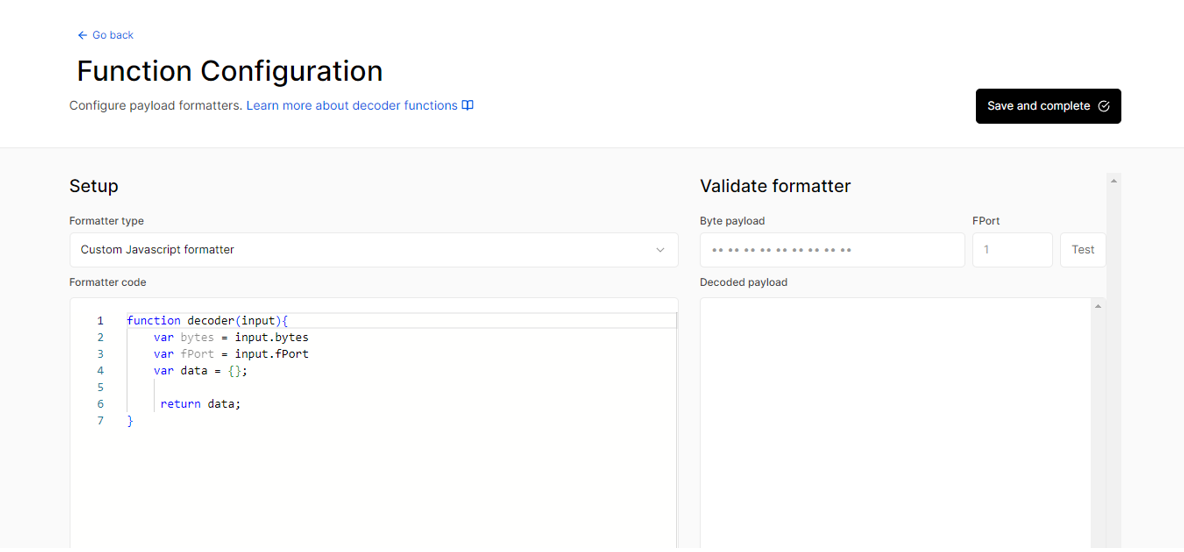 Go back
Function Configuration
Configure payload formatters. Learn more about decoder functions
Save and complete
Setup
Formatter type
Custom Javascript formatter
Formatter code
1 function decoder(input){
2     var bytes = input.bytes
3     var fPort = input.fPort
4     var data = {};
5
6      return data;
7 }
Validate formatter
Byte payload
FPort
•• •• •• •• •• •• •• •• ••
1
Test
Decoded payload